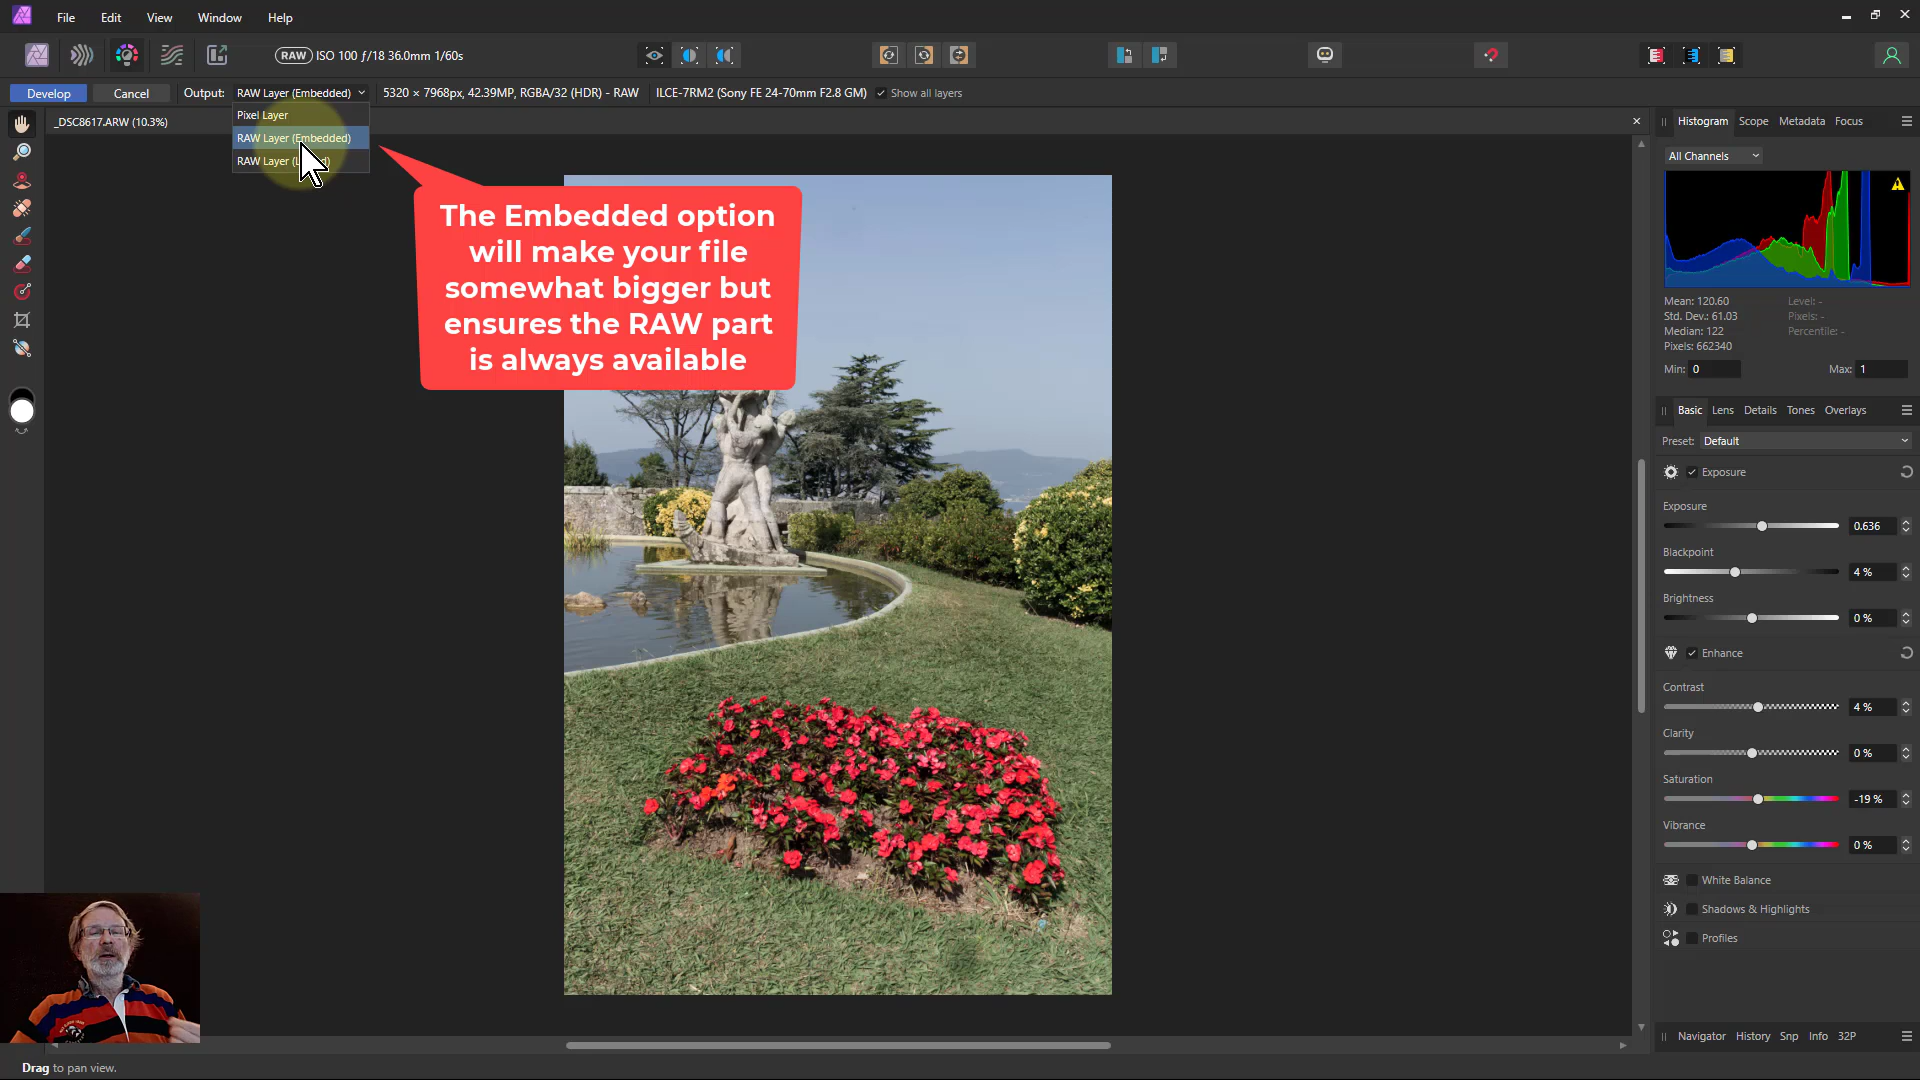 File Edit View Window Help
RAW ISO 100 ƒ/18 36.0mm 1/60s
Develop Cancel Output: RAW Layer (Embedded) 5320 × 7968px, 42.39MP, RGBA/32 (HDR) - RAW ILCE-7RM2 (Sony FE 24-70mm F2.8 GM) Show all layers
Pixel Layer
RAW Layer (Embedded)
RAW Layer
_DSC8617.ARW (10.3%)
The Embedded option
will make your file
somewhat bigger but
ensures the RAW part
is always available
Histogram Scope Metadata Focus
All Channels
Mean: 120.60 Level: -
Std. Dev.: 61.03 Pixels: -
Median: 122 Percentile: -
Pixels: 662340
Min: 0 Max: 1
Basic Lens Details Tones Overlays
Preset: Default
Exposure
Exposure
0.636
Blackpoint
4 %
Brightness
0 %
Enhance
Contrast
4 %
Clarity
0 %
Saturation
-19 %
Vibrance
0 %
White Balance
Shadows & Highlights
Profiles
Navigator History Snp Info 32P
Drag to pan view.